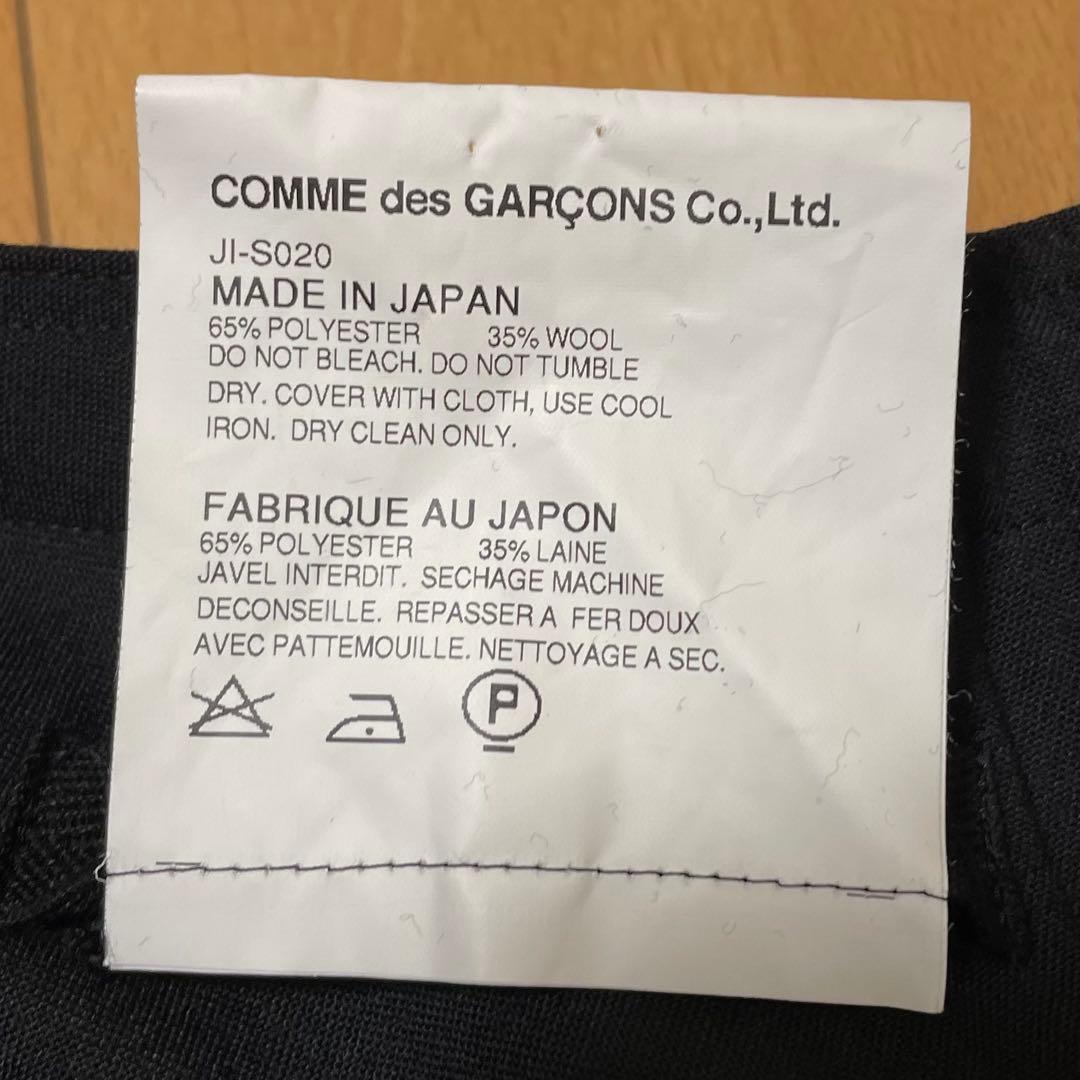 COMME des GARÇONS Co.,Ltd.
JI-S020
MADE IN JAPAN
65% POLYESTER 35% WOOL
DO NOT BLEACH. DO NOT TUMBLE
DRY. COVER WITH CLOTH, USE COOL
IRON. DRY CLEAN ONLY.
FABRIQUE AU JAPON
65% POLYESTER 35% LAINE
JAVEL INTERDIT. SECHAGE MACHINE
DECONSEILLE. REPASSER A FER DOUX
AVEC PATTEMOUILLE. NETTOYAGE A SEC.
P